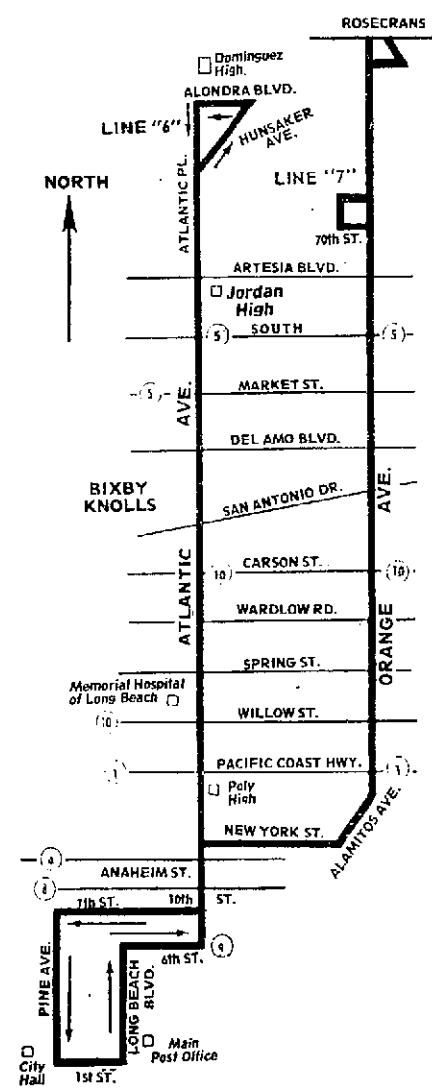 ROSECRANS
Dominguez
High.
ALONDRA BLVD.
LINE "6"
HUNSAKER
AVE.
ATLANTIC PL.
NORTH
LINE "7"
70th ST.
ARTESIA BLVD.
Jordan
High
5 SOUTH 5
5 MARKET ST.
AVE.
DEL AMO BLVD.
BIXBY
KNOLLS
SAN ANTONIO DR.
AVE.
10 CARSON ST. 10
ATLANTIC
WARDLOW RD.
ORANGE
SPRING ST.
Memorial Hospital
of Long Beach
10 WILLOW ST.
PACIFIC COAST HWY.
Poly
High
ALAMITOS AVE.
NEW YORK ST.
ANAHEIM ST.
8
7th ST. 10th ST.
6th ST. 9
PINE AVE.
LONG BEACH
BLVD.
Main
Post Office
City
Hall
1st ST.